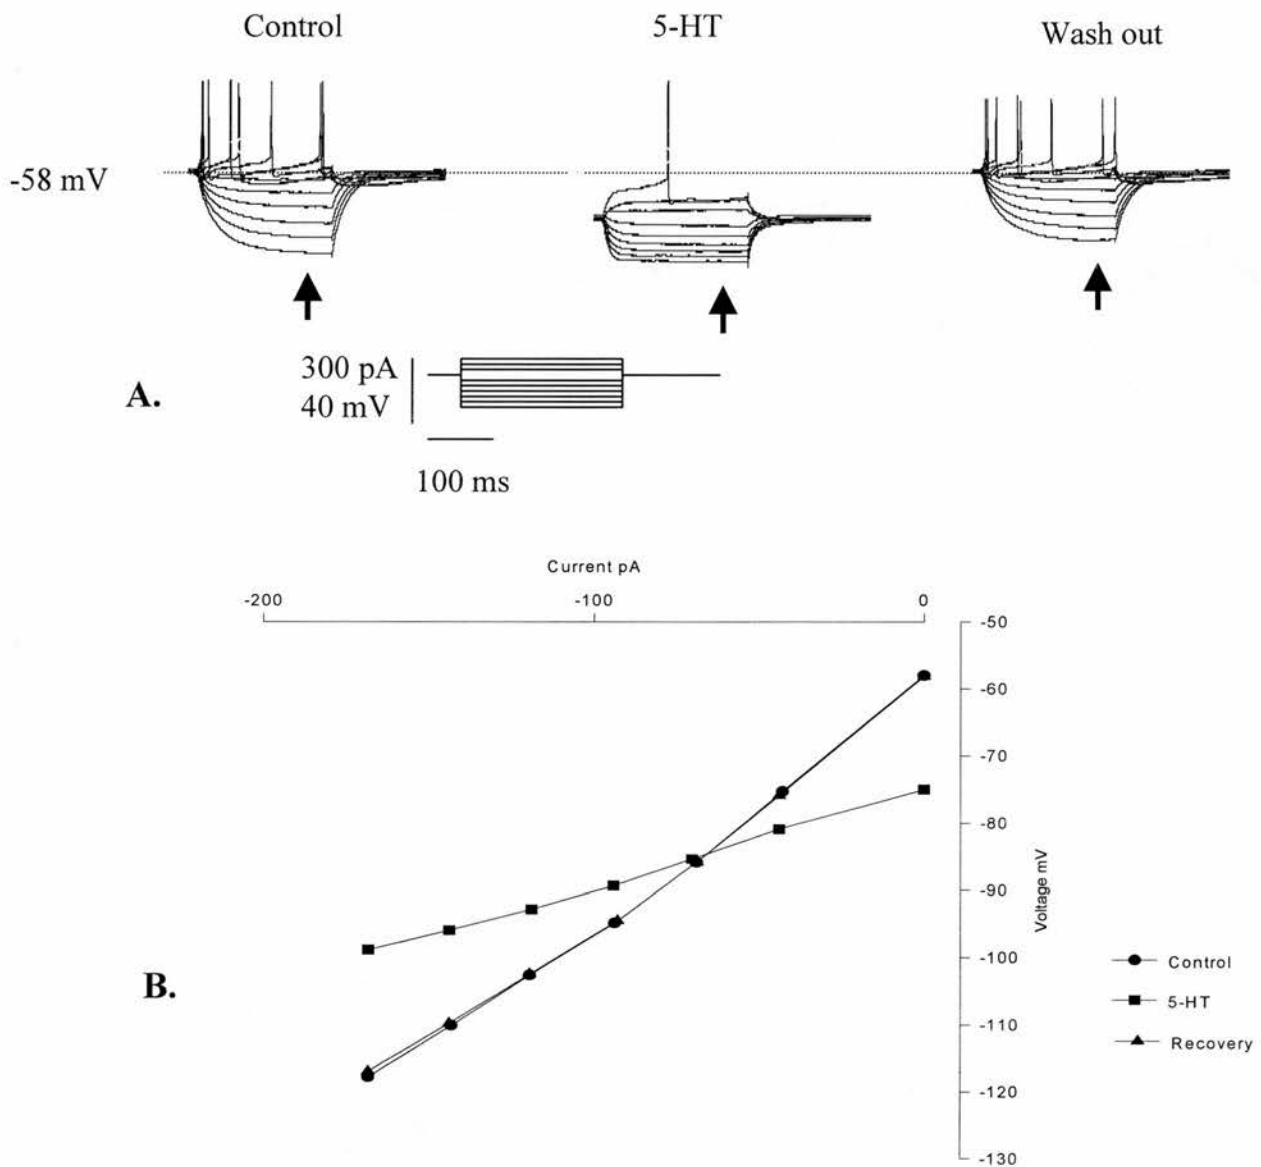 Control
5-HT
Wash out
-58 mV
300 pA
40 mV
A.
100 ms
Current pA
-200
-100
0
-50
-60
-70
-80
-90
-100
-110
-120
-130
Voltage mV
B.
Control
5-HT
Recovery